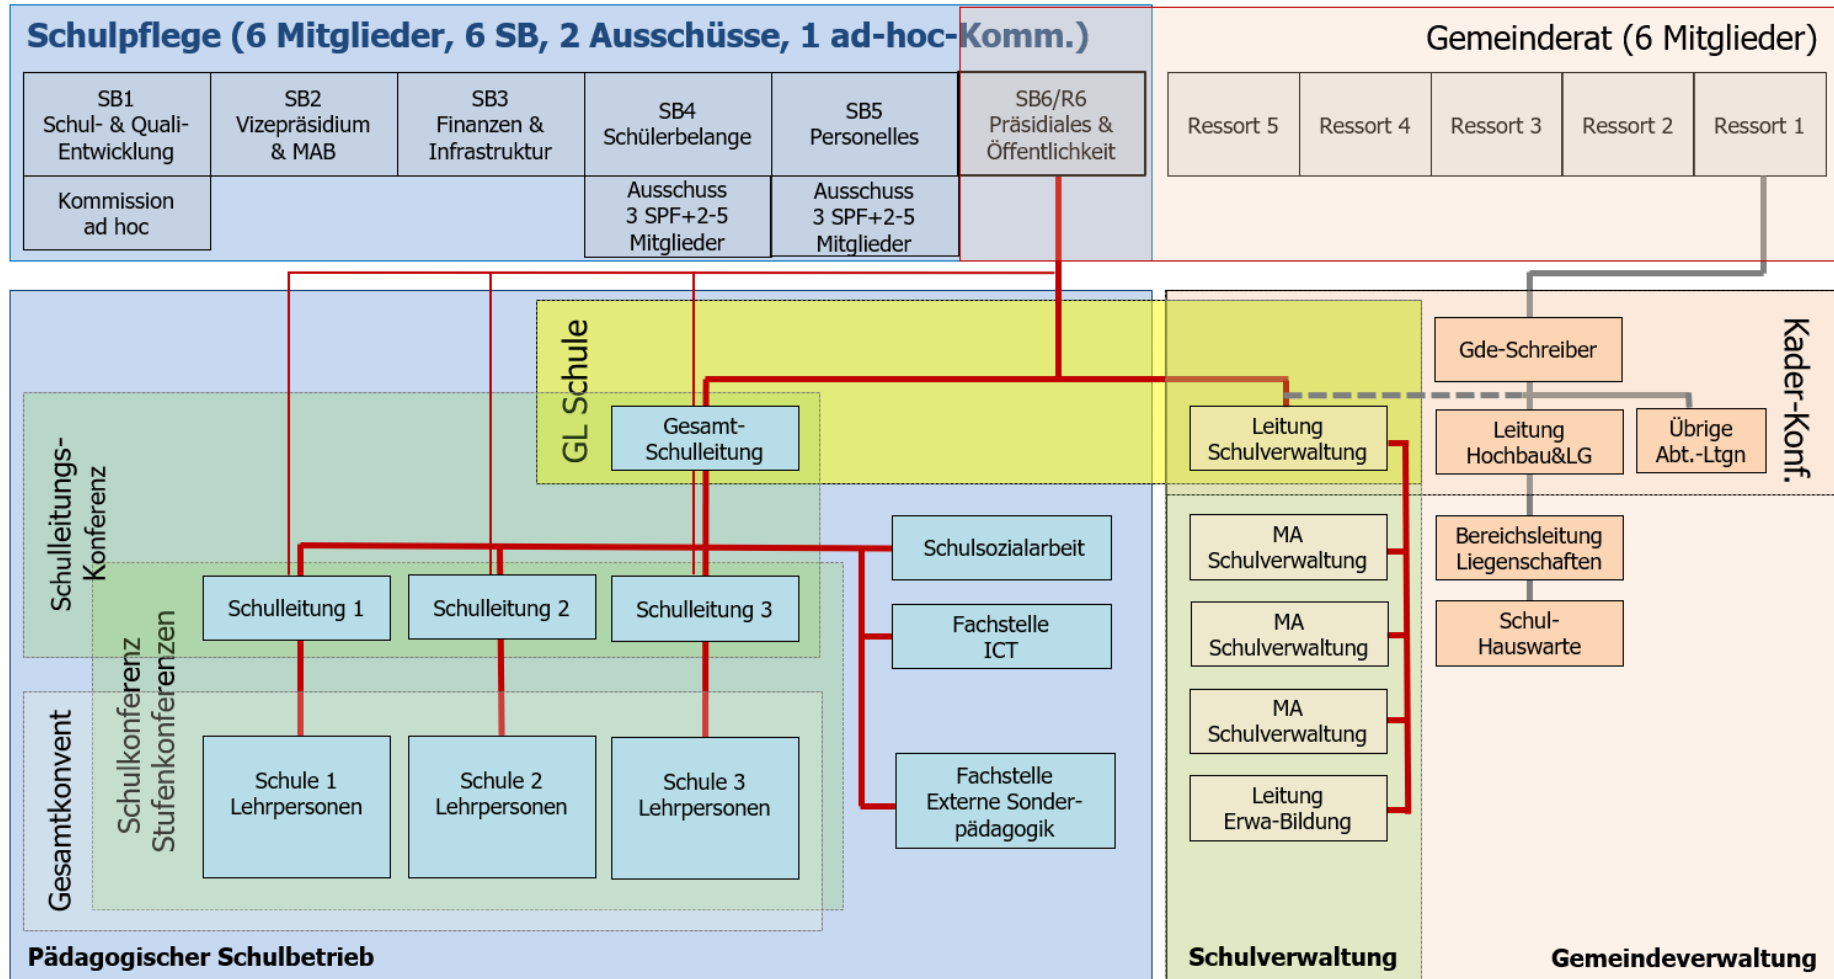 Schulpflege (6 Mitglieder, 6 SB, 2 Ausschüsse, 1 ad-hoc-Komm.)
Gemeinderat (6 Mitglieder)
SB1
Schul- & Quali-
Entwicklung
SB2
Vizepräsidium
& MAB
SB3
Finanzen &
Infrastruktur
SB4
Schülerbelange
SB5
Personelles
SB6/R6
Präsidiales &
Öffentlichkeit
Ressort 5
Ressort 4
Ressort 3
Ressort 2
Ressort 1
Kommission
ad hoc
Ausschuss
3 SPF+2-5
Mitglieder
Ausschuss
3 SPF+2-5
Mitglieder
GL Schule
Kader-Konf.
Gde-Schreiber
Schulleitungs-
Konferenz
Gesamt-
Schulleitung
Leitung
Schulverwaltung
Leitung
Hochbau&LG
Übrige
Abt.-Ltgn
Schulsozialarbeit
MA
Schulverwaltung
Bereichsleitung
Liegenschaften
Schulkonferenz
Stufenkonferenzen
Schulleitung 1
Schulleitung 2
Schulleitung 3
Fachstelle
ICT
MA
Schulverwaltung
Schul-
Hauswarte
MA
Schulverwaltung
Gesamtkonvent
Schule 1
Lehrpersonen
Schule 2
Lehrpersonen
Schule 3
Lehrpersonen
Fachstelle
Externe Sonder-
pädagogik
Leitung
Erwa-Bildung
Pädagogischer Schulbetrieb
Schulverwaltung
Gemeindeverwaltung